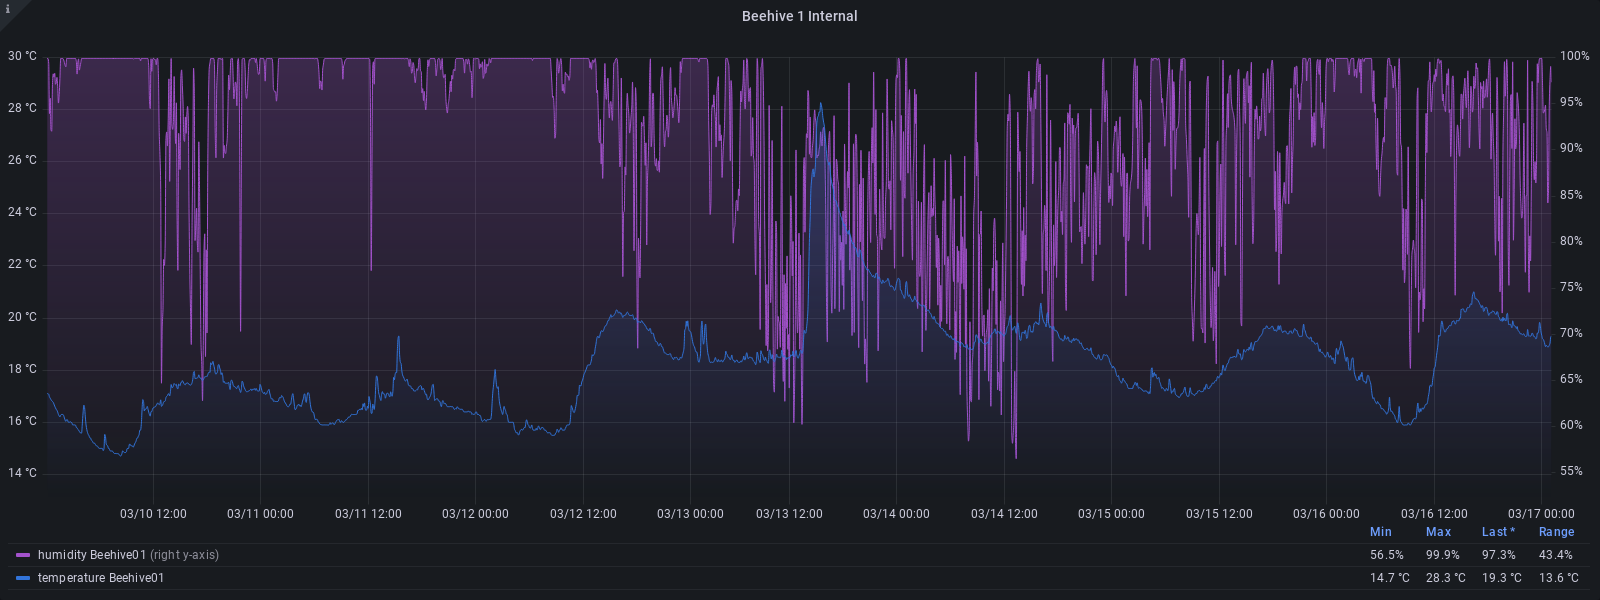 i
Beehive 1 Internal
30 °C 100%
28 °C 95%
26 °C 90%
24 °C 85%
22 °C 80%
20 °C 75%
18 °C 70%
16 °C 65%
14 °C 60%
55%
03/10 12:00 03/11 00:00 03/11 12:00 03/12 00:00 03/12 12:00 03/13 00:00 03/13 12:00 03/14 00:00 03/14 12:00 03/15 00:00 03/15 12:00 03/16 00:00 03/16 12:00 03/17 00:00
Min Max Last * Range
humidity Beehive01 (right y-axis) 56.5% 99.9% 97.3% 43.4%
temperature Beehive01 14.7 °C 28.3 °C 19.3 °C 13.6 °C